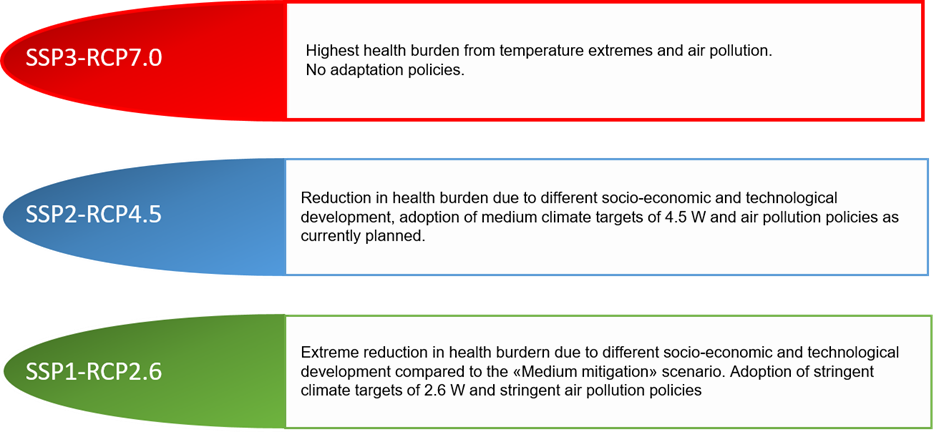 SSP3-RCP7.0
Highest health burden from temperature extremes and air pollution.
No adaptation policies.
SSP2-RCP4.5
Reduction in health burden due to different socio-economic and technological
development, adoption of medium climate targets of 4.5 W and air pollution policies as
currently planned.
SSP1-RCP2.6
Extreme reduction in health burdern due to different socio-economic and technological
development compared to the «Medium mitigation» scenario. Adoption of stringent
climate targets of 2.6 W and stringent air pollution policies